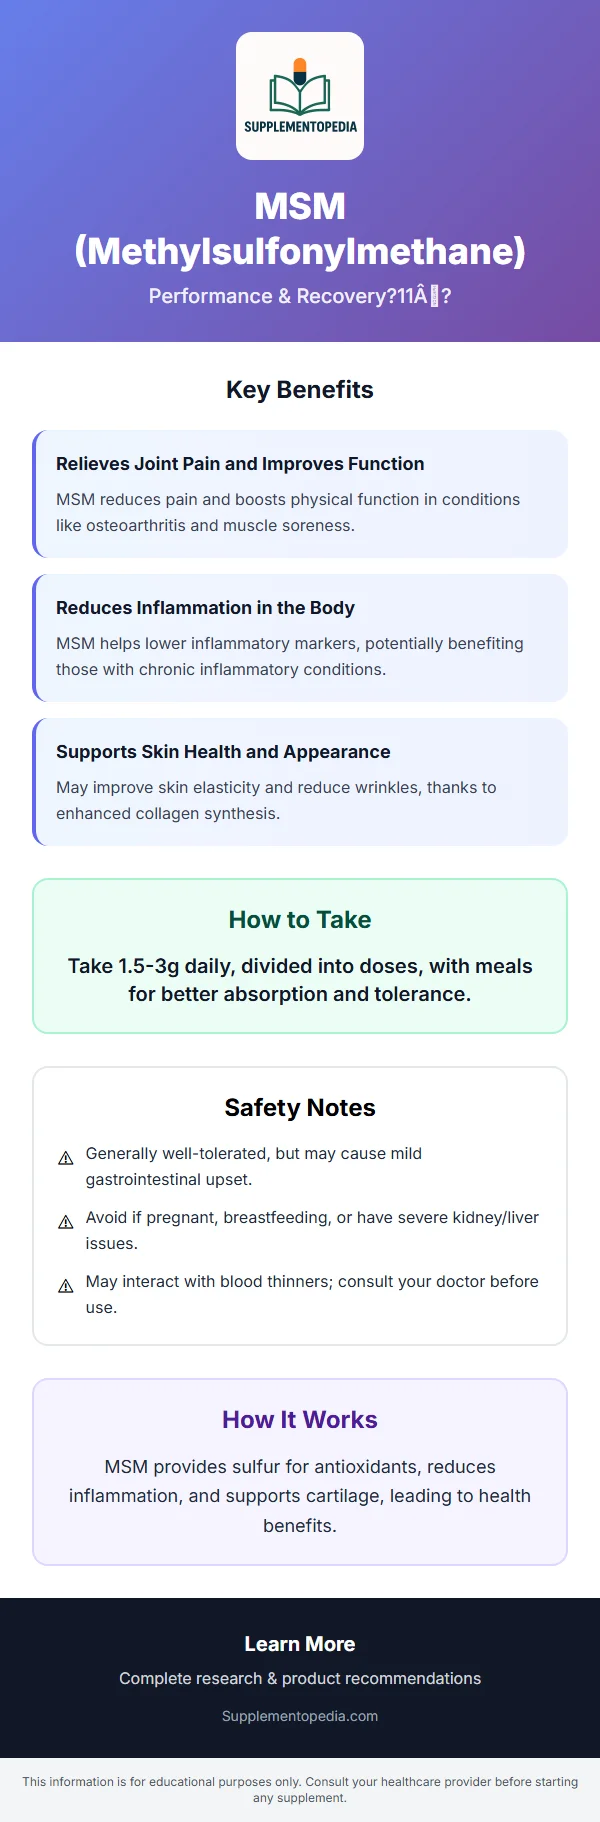 SUPPLEMENTOPEDIA
MSM
(Methylsulfonylmethane)
Performance & Recovery?11Â?
Key Benefits
Relieves Joint Pain and Improves Function
MSM reduces pain and boosts physical function in conditions
like osteoarthritis and muscle soreness.
Reduces Inflammation in the Body
MSM helps lower inflammatory markers, potentially benefiting
those with chronic inflammatory conditions.
Supports Skin Health and Appearance
May improve skin elasticity and reduce wrinkles, thanks to
enhanced collagen synthesis.
How to Take
Take 1.5-3g daily, divided into doses, with meals
for better absorption and tolerance.
Safety Notes
⚠ Generally well-tolerated, but may cause mild
gastrointestinal upset.
⚠ Avoid if pregnant, breastfeeding, or have severe kidney/liver
issues.
⚠ May interact with blood thinners; consult your doctor before
use.
How It Works
MSM provides sulfur for antioxidants, reduces
inflammation, and supports cartilage, leading to health
benefits.
Learn More
Complete research & product recommendations
Supplementopedia.com
This information is for educational purposes only. Consult your healthcare provider before starting
any supplement.